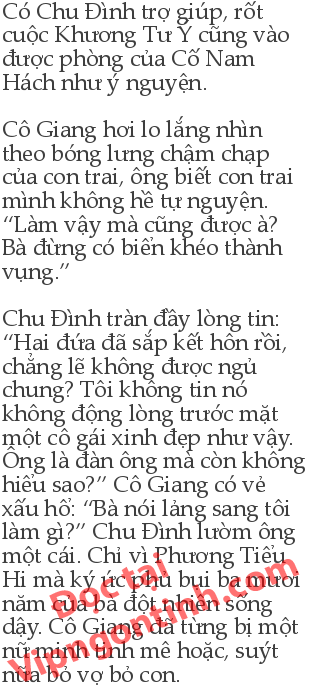 Có Chu Đình trợ giúp, rốt
cuộc Khương Tư Ý cũng vào
được phòng của Cố Nam
Hách như ý nguyện.
Cô Giang hơi lo lắng nhìn
theo bóng lưng chậm chạp
của con trai, ông biết con trai
mình không hề tự nguyện.
“Làm vậy mà cũng được à?
Bà đừng có biển khéo thành
vụng.”
Chu Đình tràn đầy lòng tin:
“Hai đứa đã sắp kết hôn rồi,
chẳng lẽ không được ngủ
chung? Tôi không tin nó
không động lòng trước mặt
một cô gái xinh đẹp như vậy.
Ông là đàn ông mà còn không
hiểu sao?” Cô Giang có vẻ
xấu hổ: “Bà nói lảng sang tôi
làm gì?” Chu Đình lườm ông
một cái. Chỉ vì Phương Tiểu
Hi mà ký ức phủ bụi ba mươi
năm của bà đột nhiên sống
dậy. Cô Giang đã từng bị một
nữ minh tinh mê hoặc, suýt
nữa bỏ vợ bỏ con.
Đọc tại
Vipngontinh.com